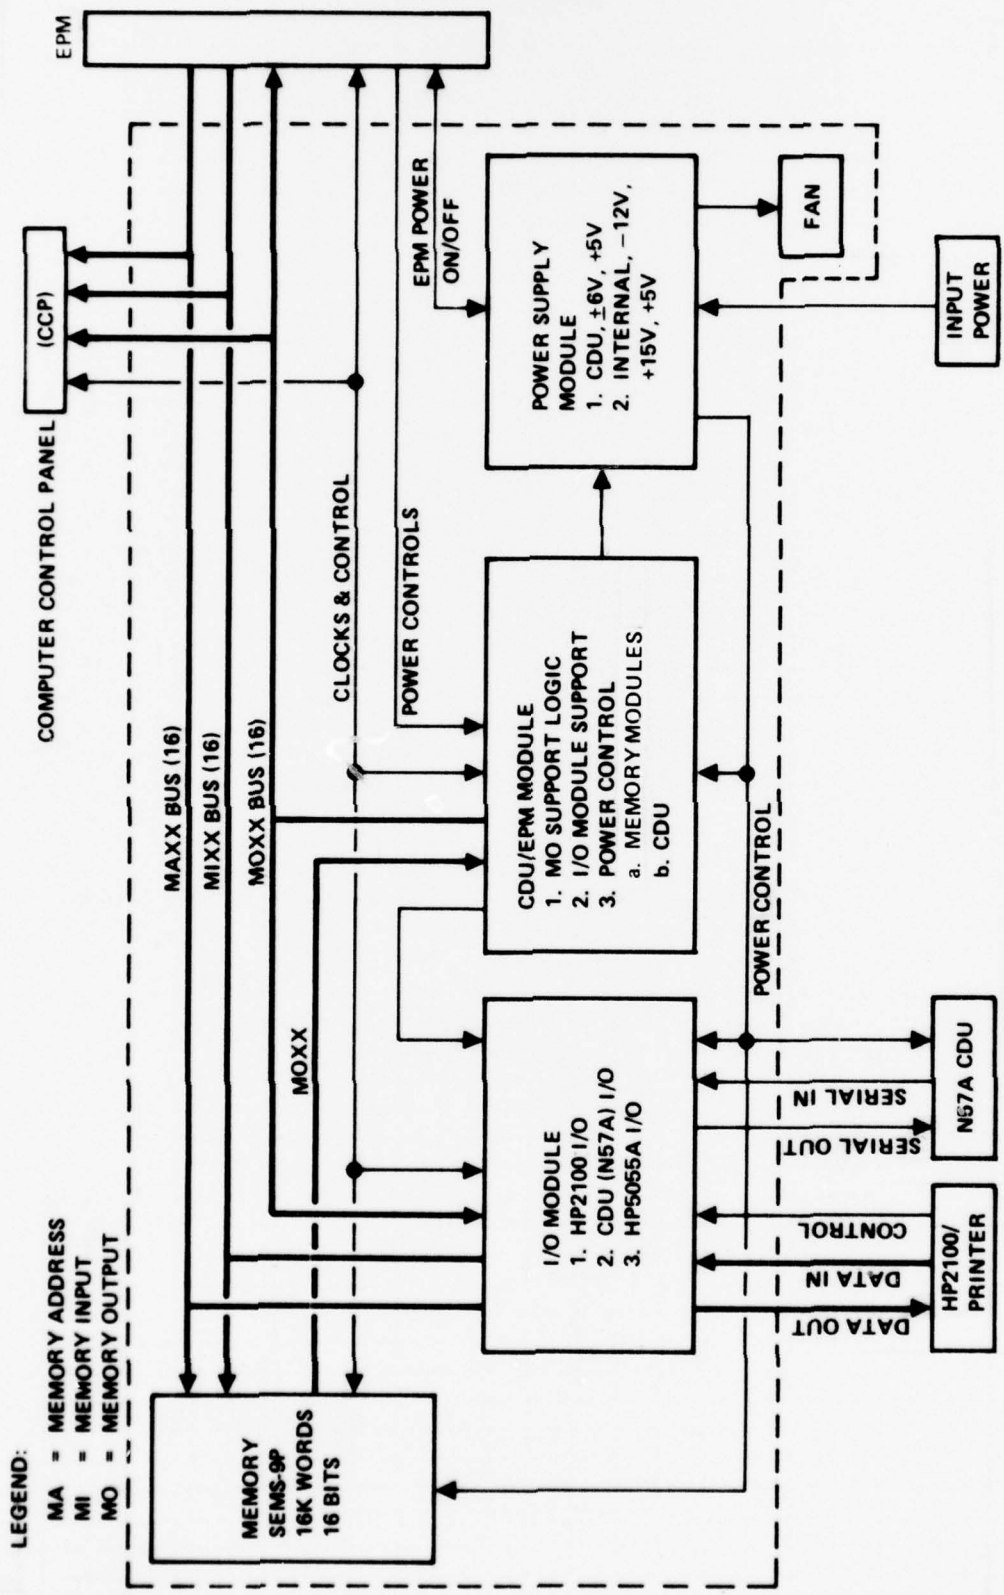 LEGEND:
MA = MEMORY ADDRESS
MI = MEMORY INPUT
MO = MEMORY OUTPUT
COMPUTER CONTROL PANEL
(CCP)
EPM
MAXX BUS (16)
MIXX BUS (16)
MOXX BUS (16)
MOXX
CLOCKS & CONTROL
POWER CONTROLS
EPM POWER
ON/OFF
MEMORY
SEMS-9P
16K WORDS
16 BITS
I/O MODULE
1. HP2100 I/O
2. CDU (N57A) I/O
3. HP5055A I/O
CDU/EPM MODULE
1. MO SUPPORT LOGIC
2. I/O MODULE SUPPORT
3. POWER CONTROL
a. MEMORY MODULES
b. CDU
POWER SUPPLY
MODULE
1. CDU, ±6V, +5V
2. INTERNAL, −12V,
+15V, +5V
FAN
POWER CONTROL
DATA OUT
DATA IN
CONTROL
SERIAL OUT
SERIAL IN
HP2100/
PRINTER
N57A CDU
INPUT
POWER